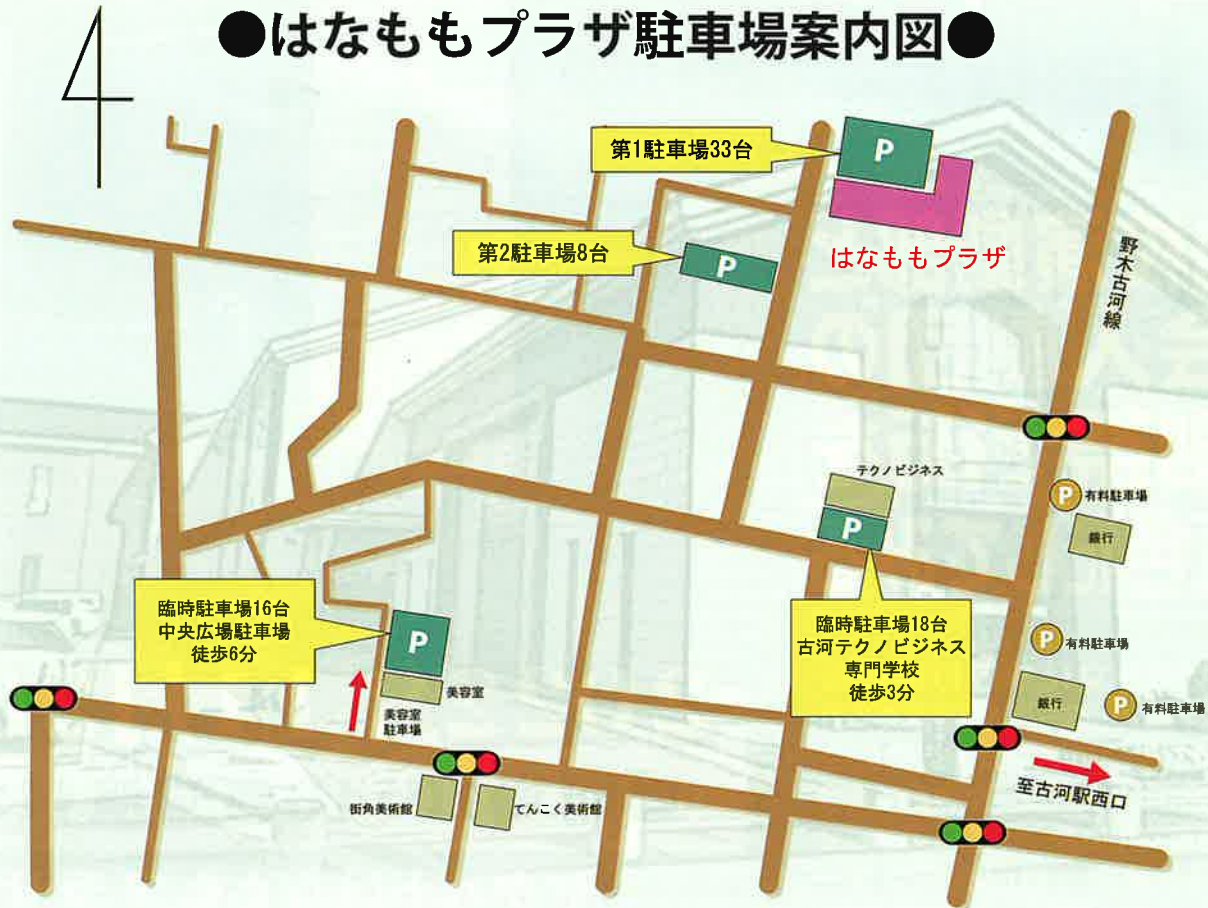 ●はなももプラザ駐車場案内図●
第1駐車場33台
P
第2駐車場8台
P
はなももプラザ
野木古河線
テクノビジネス
P
P
有料駐車場
銀行
臨時駐車場16台
中央広場駐車場
徒歩6分
P
臨時駐車場18台
古河テクノビジネス
専門学校
徒歩3分
P
有料駐車場
美容室
美容室
駐車場
銀行
P
有料駐車場
至古河駅西口
街角美術館
てんこく美術館